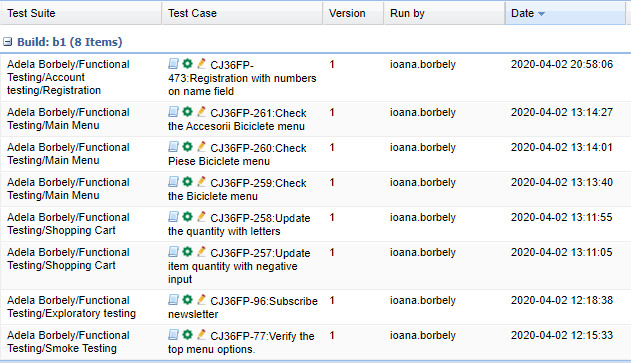 Test Suite Test Case Version Run by Date
Build: b1 (8 Items)
Adela Borbely/Functional CJ36FP- 1 ioana.borbely 2020-04-02 20:58:06
Testing/Account 473:Registration with numbers
testing/Registration on name field
Adela Borbely/Functional CJ36FP-261:Check 1 ioana.borbely 2020-04-02 13:14:27
Testing/Main Menu the Accesorii Biciclete menu
Adela Borbely/Functional CJ36FP-260:Check 1 ioana.borbely 2020-04-02 13:14:01
Testing/Main Menu Piese Biciclete menu
Adela Borbely/Functional CJ36FP-259:Check 1 ioana.borbely 2020-04-02 13:13:40
Testing/Main Menu the Biciclete menu
Adela Borbely/Functional CJ36FP-258:Update 1 ioana.borbely 2020-04-02 13:11:55
Testing/Shopping Cart the quantity with letters
Adela Borbely/Functional CJ36FP-257:Update 1 ioana.borbely 2020-04-02 13:11:05
Testing/Shopping Cart item quantity with negative
input
Adela Borbely/Functional CJ36FP-96:Subscribe 1 ioana.borbely 2020-04-02 12:18:38
Testing/Exploratory testing newsletter
Adela Borbely/Functional CJ36FP-77:Verify the 1 ioana.borbely 2020-04-02 12:15:33
Testing/Smoke Testing top menu options.